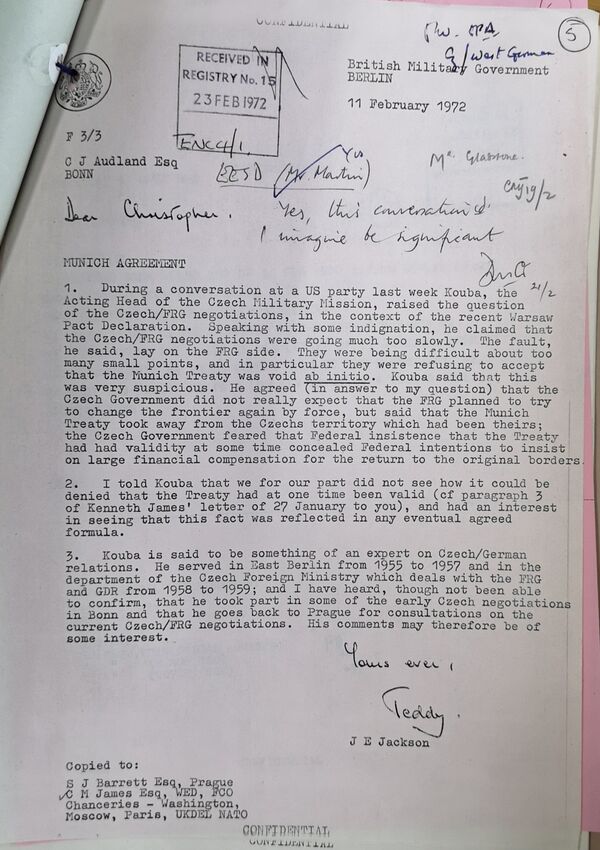 CONFIDENTIAL
5
RECEIVED IN
REGISTRY No. 15
23 FEB 1972
ENC4/1.
British Military Government
BERLIN
11 February 1972
F 3/3
C J Audland Esq
BONN
EESD (Mr. Martin)
Yes
Mr. Gladstone.
19/2
Dear Christopher.
Yes, this conversation cd.
I imagine be significant
21/2
MUNICH AGREEMENT
1. During a conversation at a US party last week Kouba, the
Acting Head of the Czech Military Mission, raised the question
of the Czech/FRG negotiations, in the context of the recent Warsaw
Pact Declaration. Speaking with some indignation, he claimed that
the Czech/FRG negotiations were going much too slowly. The fault,
he said, lay on the FRG side. They were being difficult about too
many small points, and in particular they were refusing to accept
that the Munich Treaty was void ab initio. Kouba said that this
was very suspicious. He agreed (in answer to my question) that the
Czech Government did not really expect that the FRG planned to try
to change the frontier again by force, but said that the Munich
Treaty took away from the Czechs territory which had been theirs;
the Czech Government feared that Federal insistence that the Treaty
had had validity at some time concealed Federal intentions to insist
on large financial compensation for the return to the original borders.
2. I told Kouba that we for our part did not see how it could be
denied that the Treaty had at one time been valid (cf paragraph 3
of Kenneth James' letter of 27 January to you), and had an interest
in seeing that this fact was reflected in any eventual agreed
formula.
3. Kouba is said to be something of an expert on Czech/German
relations. He served in East Berlin from 1955 to 1957 and in the
department of the Czech Foreign Ministry which deals with the FRG
and GDR from 1958 to 1959; and I have heard, though not been able
to confirm, that he took part in some of the early Czech negotiations
in Bonn and that he goes back to Prague for consultations on the
current Czech/FRG negotiations. His comments may therefore be of
some interest.
Yours ever,
Teddy.
J E Jackson
Copied to:
S J Barrett Esq, Prague
C M James Esq, WED, FCO
Chanceries - Washington,
Moscow, Paris, UKDEL NATO
CONFIDENTIAL
CONFIDENTIAL